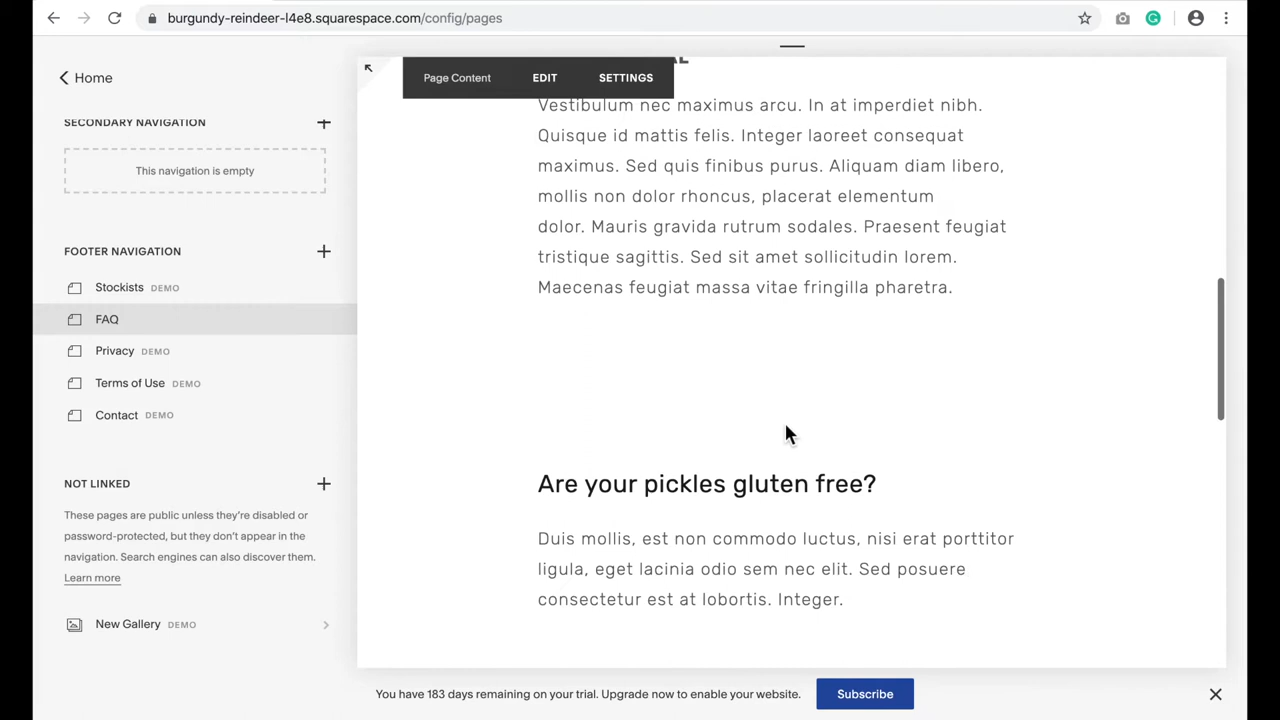 burgundy-reindeer-l4e8.squarespace.com/config/pages
Home
SECONDARY NAVIGATION
This navigation is empty
FOOTER NAVIGATION
Stockists DEMO
FAQ
Privacy DEMO
Terms of Use DEMO
Contact DEMO
NOT LINKED
These pages are public unless they're disabled or
password-protected, but they don't appear in the
navigation. Search engines can also discover them.
Learn more
New Gallery DEMO
Page Content EDIT SETTINGS
Vestibulum nec maximus arcu. In at imperdiet nibh.
Quisque id mattis felis. Integer laoreet consequat
maximus. Sed quis finibus purus. Aliquam diam libero,
mollis non dolor rhoncus, placerat elementum
dolor. Mauris gravida rutrum sodales. Praesent feugiat
tristique sagittis. Sed sit amet sollicitudin lorem.
Maecenas feugiat massa vitae fringilla pharetra.
Are your pickles gluten free?
Duis mollis, est non commodo luctus, nisi erat porttitor
ligula, eget lacinia odio sem nec elit. Sed posuere
consectetur est at lobortis. Integer.
You have 183 days remaining on your trial. Upgrade now to enable your website.
Subscribe